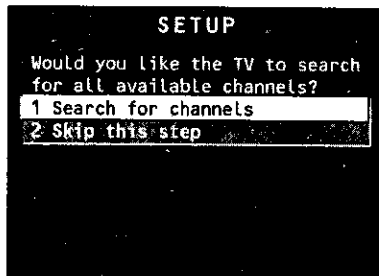 SETUP
Would you like the TV to search
for all available channels?
1 Search for channels
2 Skip this step